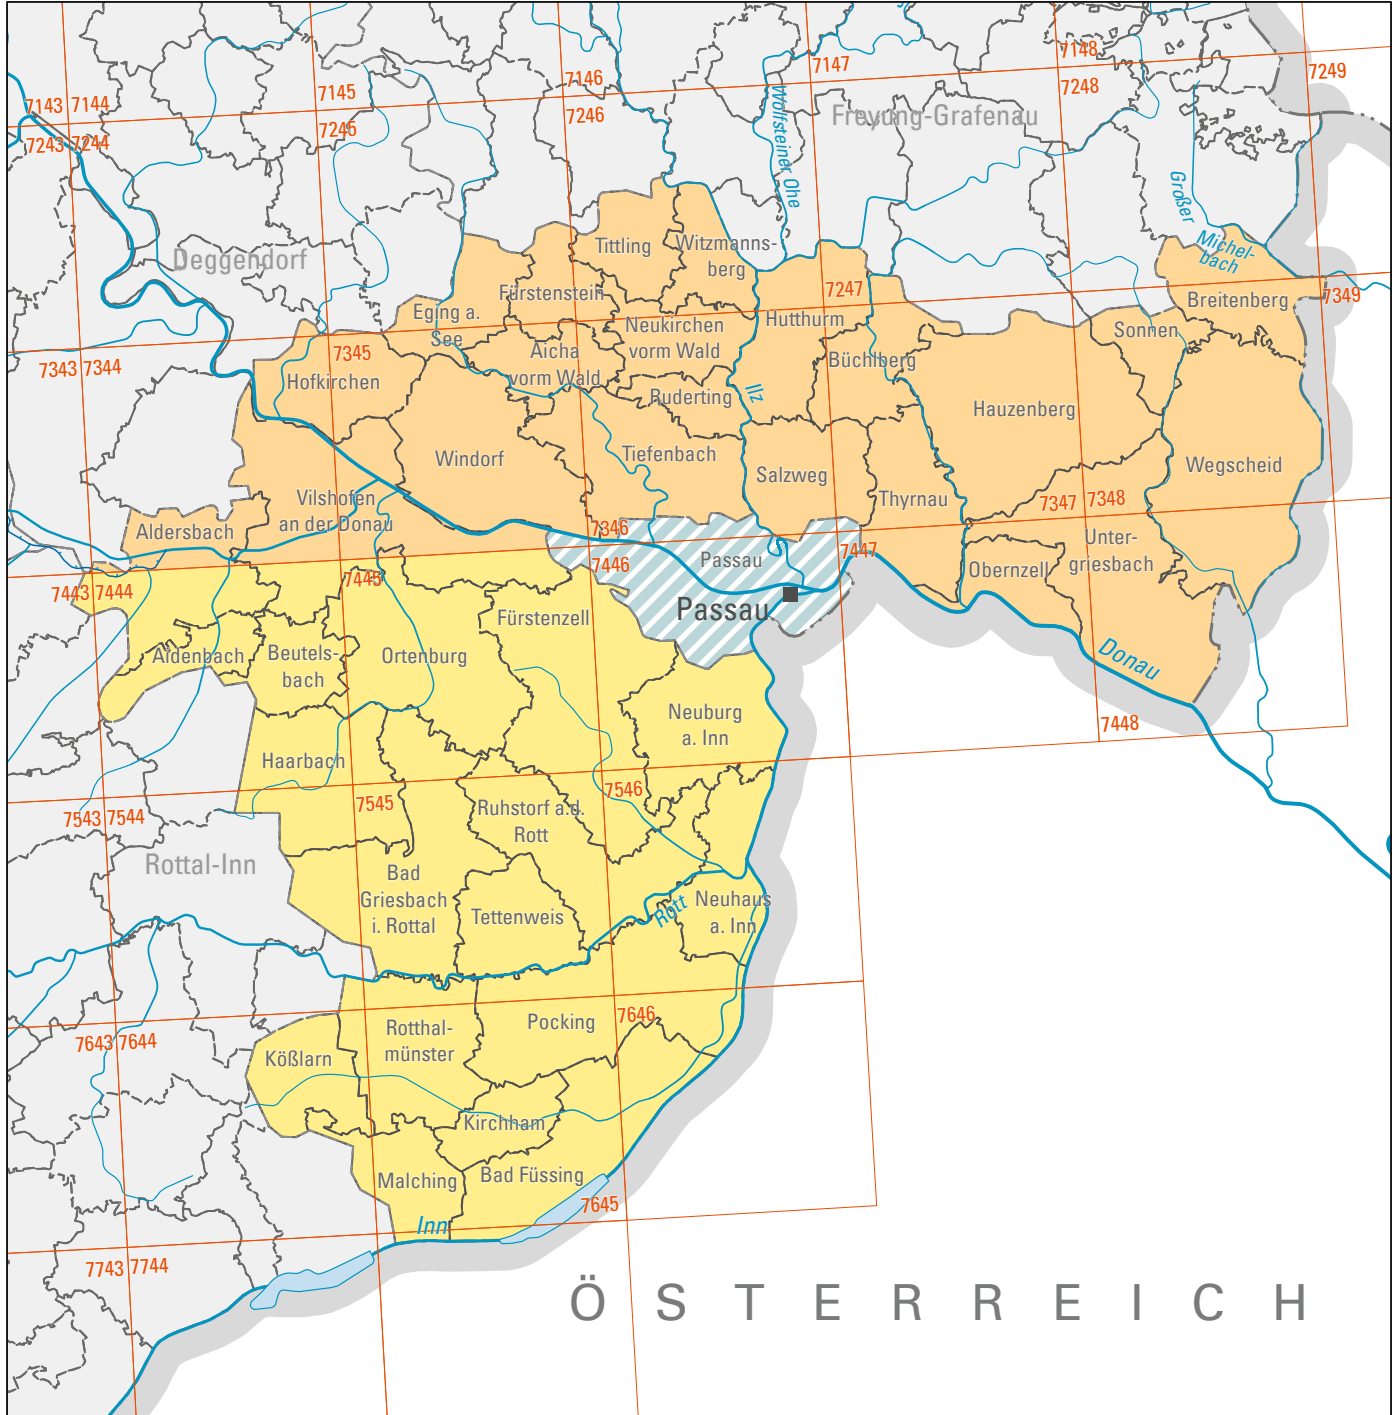 7148
7147
7249
7146
7248
7145
7143 7144
7246
Wolfsteiner Ohe
Freyung-Grafenau
7245
7243 7244
Großer
Michel-
bach
Tittling
Witzmanns-
berg
Deggendorf
Fürstenstein
7247
7349
Breitenberg
Eging a.
See
Hutthurm
Neukirchen
vorm Wald
Sonnen
7345
Aicha
vorm Wald
Büchlberg
7343 7344
Hofkirchen
Ilz
Ruderting
Hauzenberg
Windorf
Tiefenbach
Salzweg
Wegscheid
Vilshofen
an der Donau
Thyrnau
7347 7348
Aldersbach
7346
Unter-
griesbach
7446
Passau
7447
Obernzell
7445
7443 7444
Passau
Fürstenzell
Aidenbach
Beutels-
bach
Ortenburg
Donau
Neuburg
a. Inn
7448
Haarbach
7546
7545
Ruhstorf a.d.
Rott
7543 7544
Rottal-Inn
Bad
Griesbach
i. Rottal
Tettenweis
Rott
Neuhaus
a. Inn
7646
Pocking
Rotthal-
münster
7643 7644
Kößlarn
Kirchham
Malching
Bad Füssing
7645
Inn
7743 7744
ÖSTERREICH